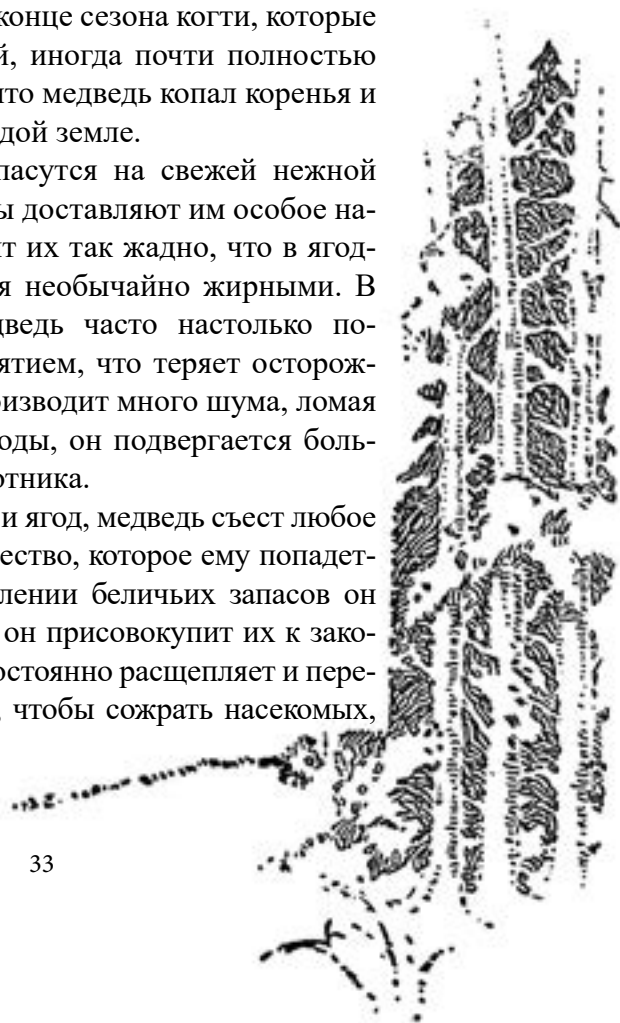 конце сезона когти, которые
й, иногда почти полностью
что медведь копал коренья и
дой земле.
пасутся на свежей нежной
ы доставляют им особое на-
т их так жадно, что в ягод-
я необычайно жирными. В
дведь часто настолько по-
ятием, что теряет осторож-
оизводит много шума, ломая
оды, он подвергается боль-
отника.
и ягод, медведь съест любое
ество, которое ему попадет-
лении беличьих запасов он
он присовокупит их к зако-
остоянно расщепляет и пере-
, чтобы сожрать насекомых,
33